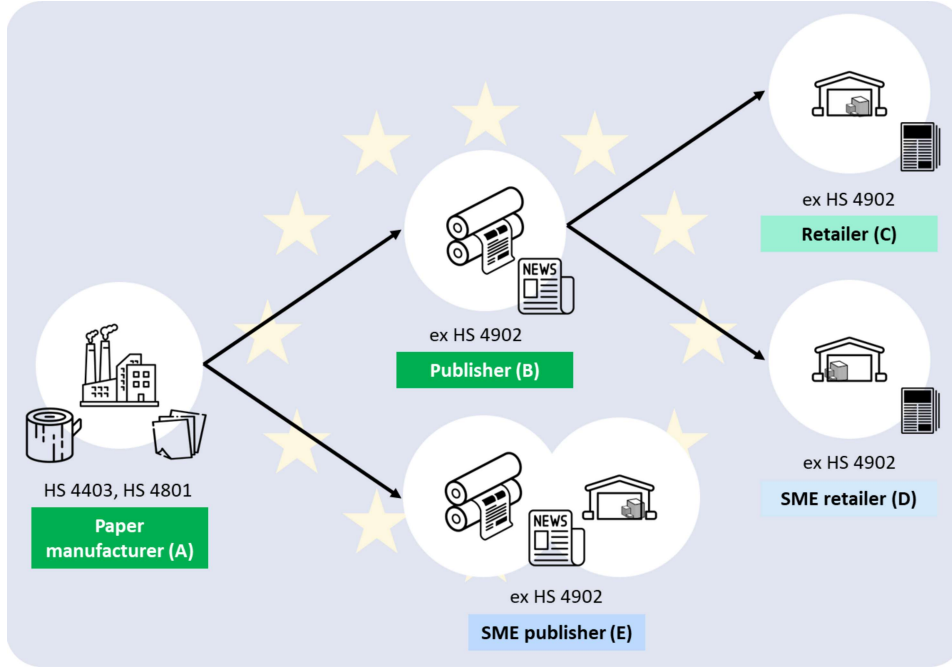 ex HS 4902
Retailer (C)
NEWS
ex HS 4902
Publisher (B)
ex HS 4902
SME retailer (D)
HS 4403, HS 4801
Paper
manufacturer (A)
NEWS
ex HS 4902
SME publisher (E)